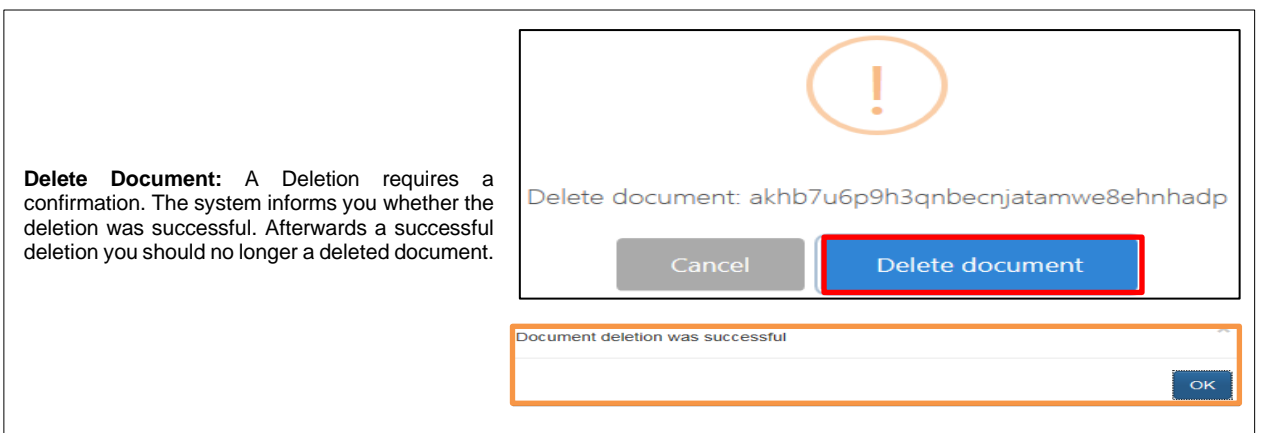 Delete Document: A Deletion requires a
confirmation. The system informs you whether the
deletion was successful. Afterwards a successful
deletion you should no longer a deleted document.
!
Delete document: akhb7u6p9h3qnbecnjatamwe8ehnhadp
Cancel Delete document
Document deletion was successful
OK